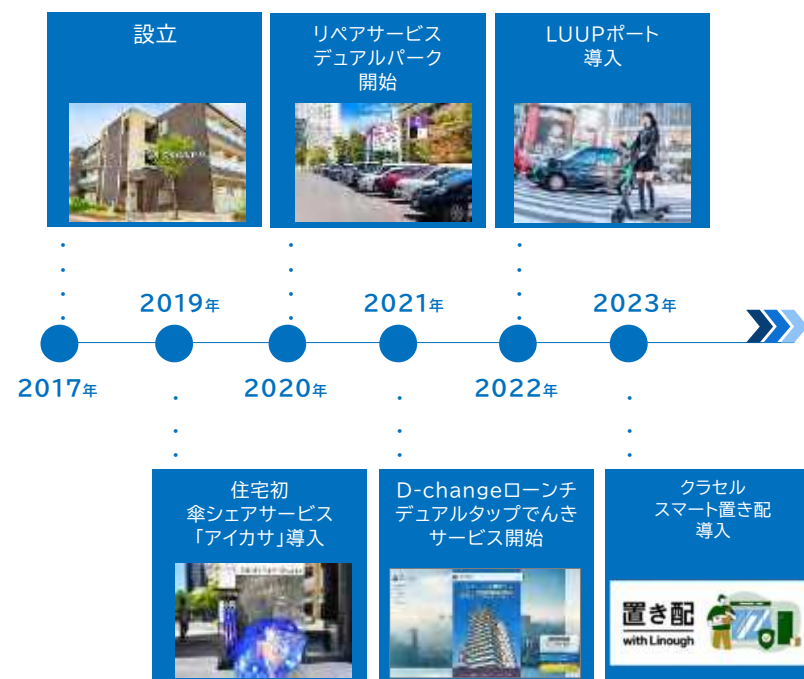 設立
リペアサービス
デュアルパーク
開始
LUUPポート
導入
2019年
2021年
2023年
2017年
2020年
2022年
住宅初
傘シェアサービス
「アイカサ」導入
D-changeローンチ
デュアルタップでんき
サービス開始
クラセル
スマート置き配
導入
置き配
with Linough